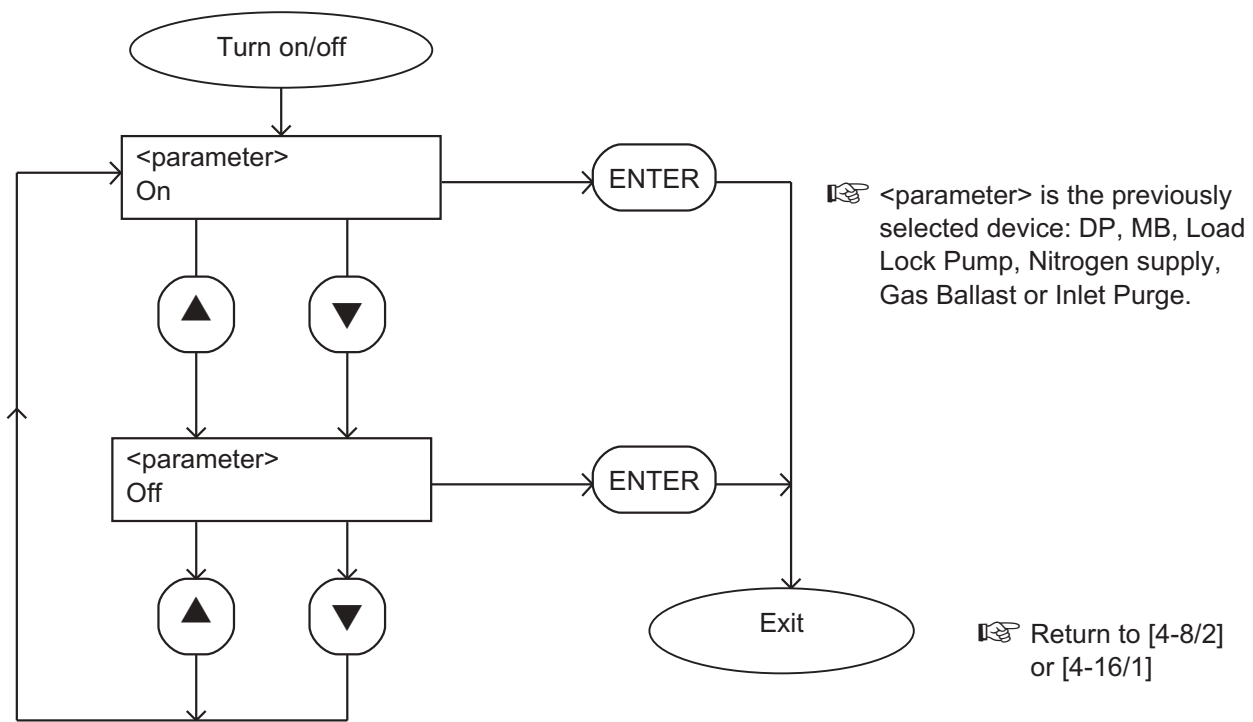 Turn on/off
<parameter>
On
ENTER
☞ <parameter> is the previously
selected device: DP, MB, Load
Lock Pump, Nitrogen supply,
Gas Ballast or Inlet Purge.
▲
▼
<parameter>
Off
ENTER
▲
▼
Exit
☞ Return to [4-8/2]
or [4-16/1]